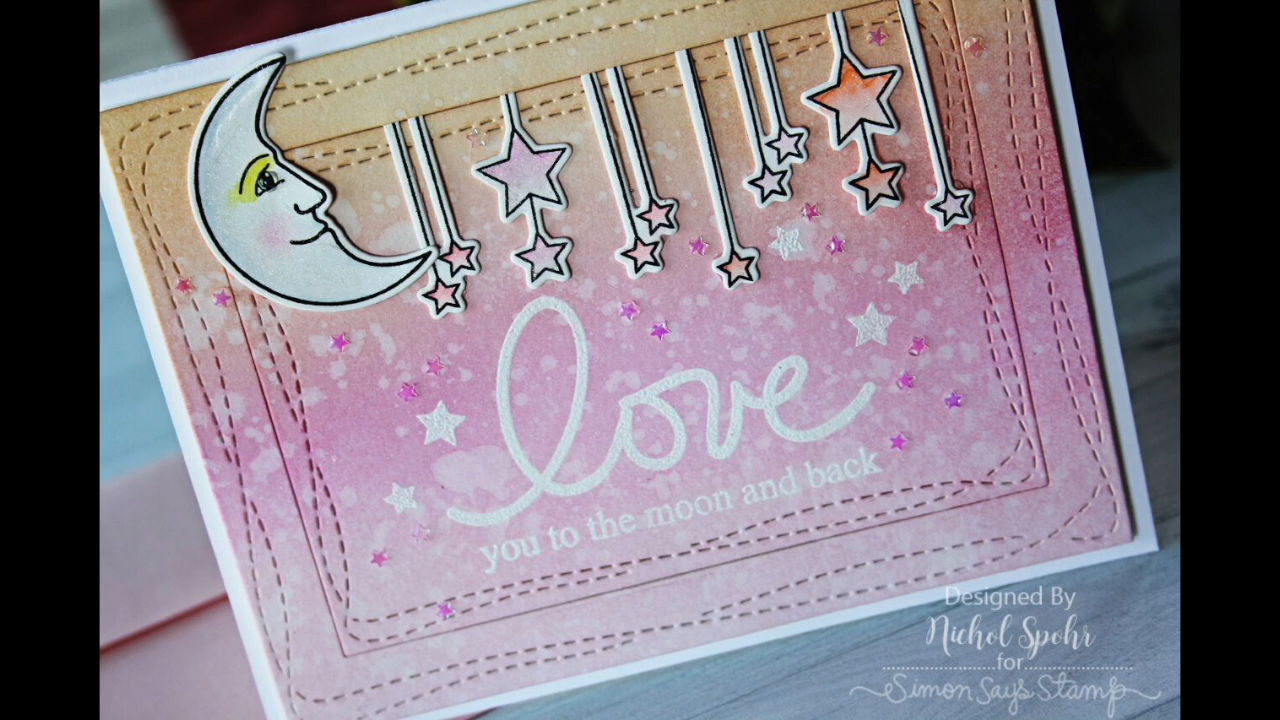 love
you to the moon and back
Designed By
Nichol Spohr
for
Simon Says Stamp